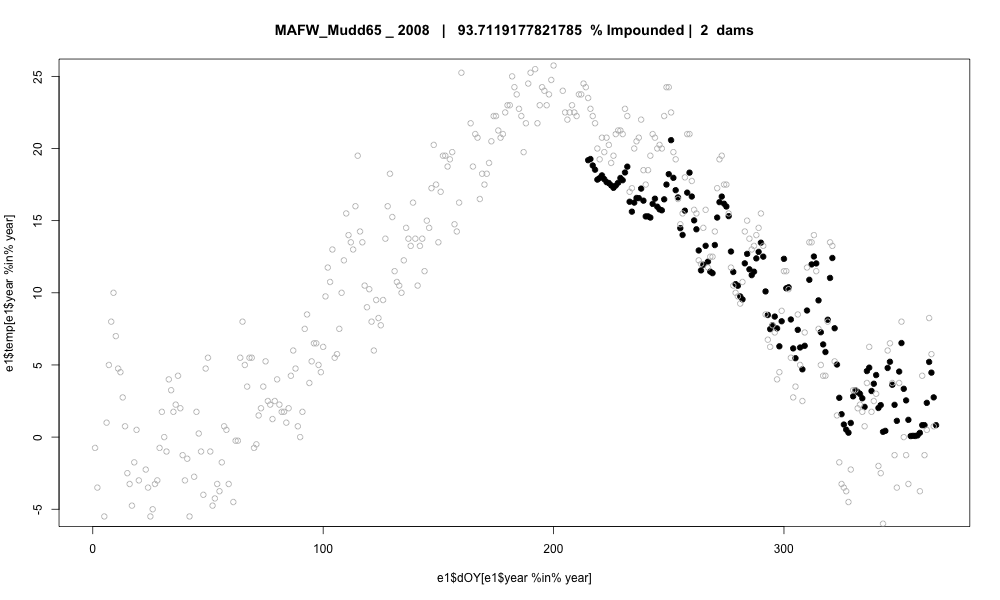 MAFW_Mudd65 _ 2008 | 93.7119177821785 % Impounded | 2 dams
e1$temp[e1$year %in% year]
25
20
15
10
5
0
-5
0 100 200 300
e1$dOY[e1$year %in% year]